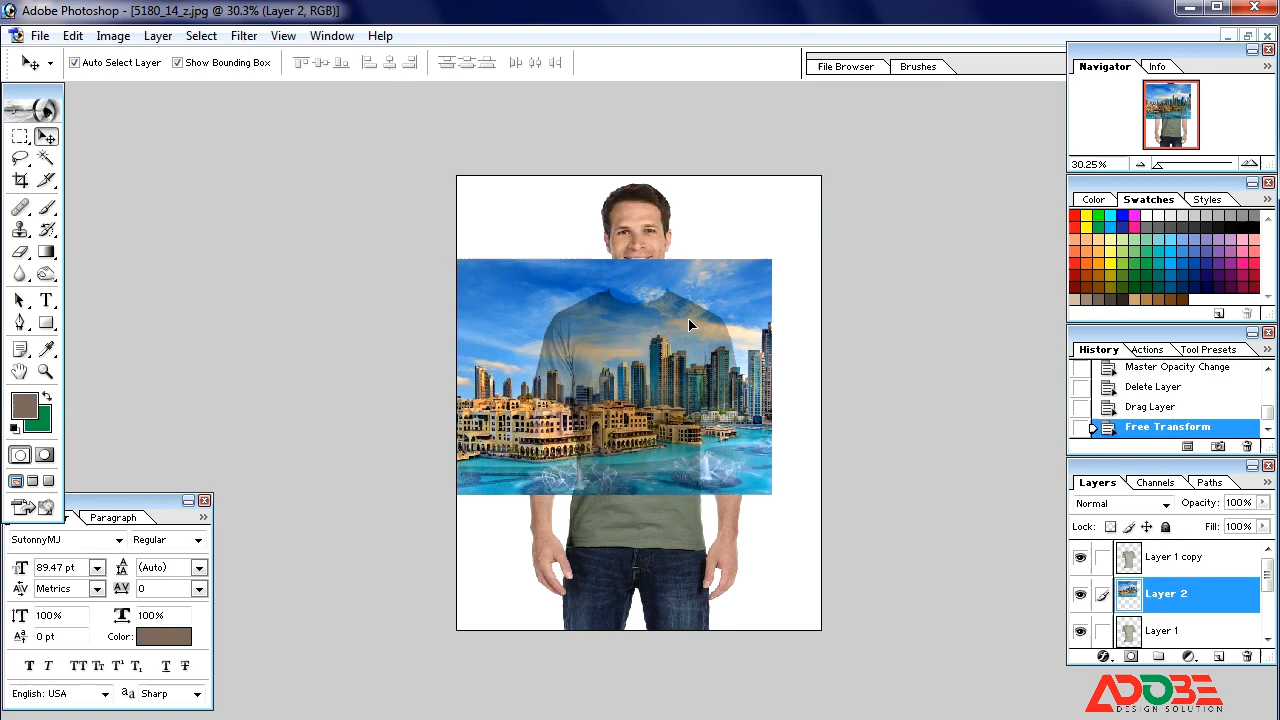 Adobe Photoshop - [5180_14_z.jpg @ 30.3% (Layer 2, RGB)]
File Edit Image Layer Select Filter View Window Help
Auto Select Layer Show Bounding Box
File Browser Brushes
Navigator Info
30.25%
Color Swatches Styles
History Actions Tool Presets
Master Opacity Change
Delete Layer
Drag Layer
Free Transform
Layers Channels Paths
Normal Opacity: 100%
Lock: Fill: 100%
Layer 1 copy
Layer 2
Layer 1
Paragraph
SutonnyMJ Regular
89.47 pt (Auto)
Metrics 0
100% 100%
0 pt Color:
English: USA aa Sharp
ADOBE
DESIGN SOLUTION